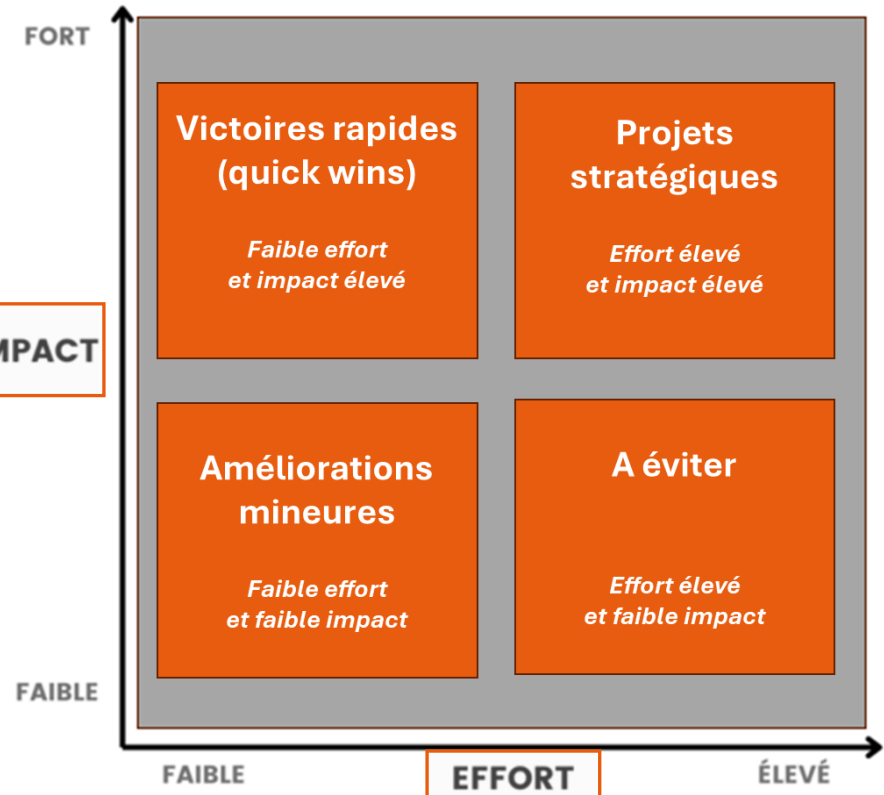 FORT
Victoires rapides
(quick wins)
Faible effort
et impact élevé
Projets
stratégiques
Effort élevé
et impact élevé
MPACT
Améliorations
mineures
Faible effort
et faible impact
A éviter
Effort élevé
et faible impact
FAIBLE
FAIBLE
EFFORT
ÉLEVÉ